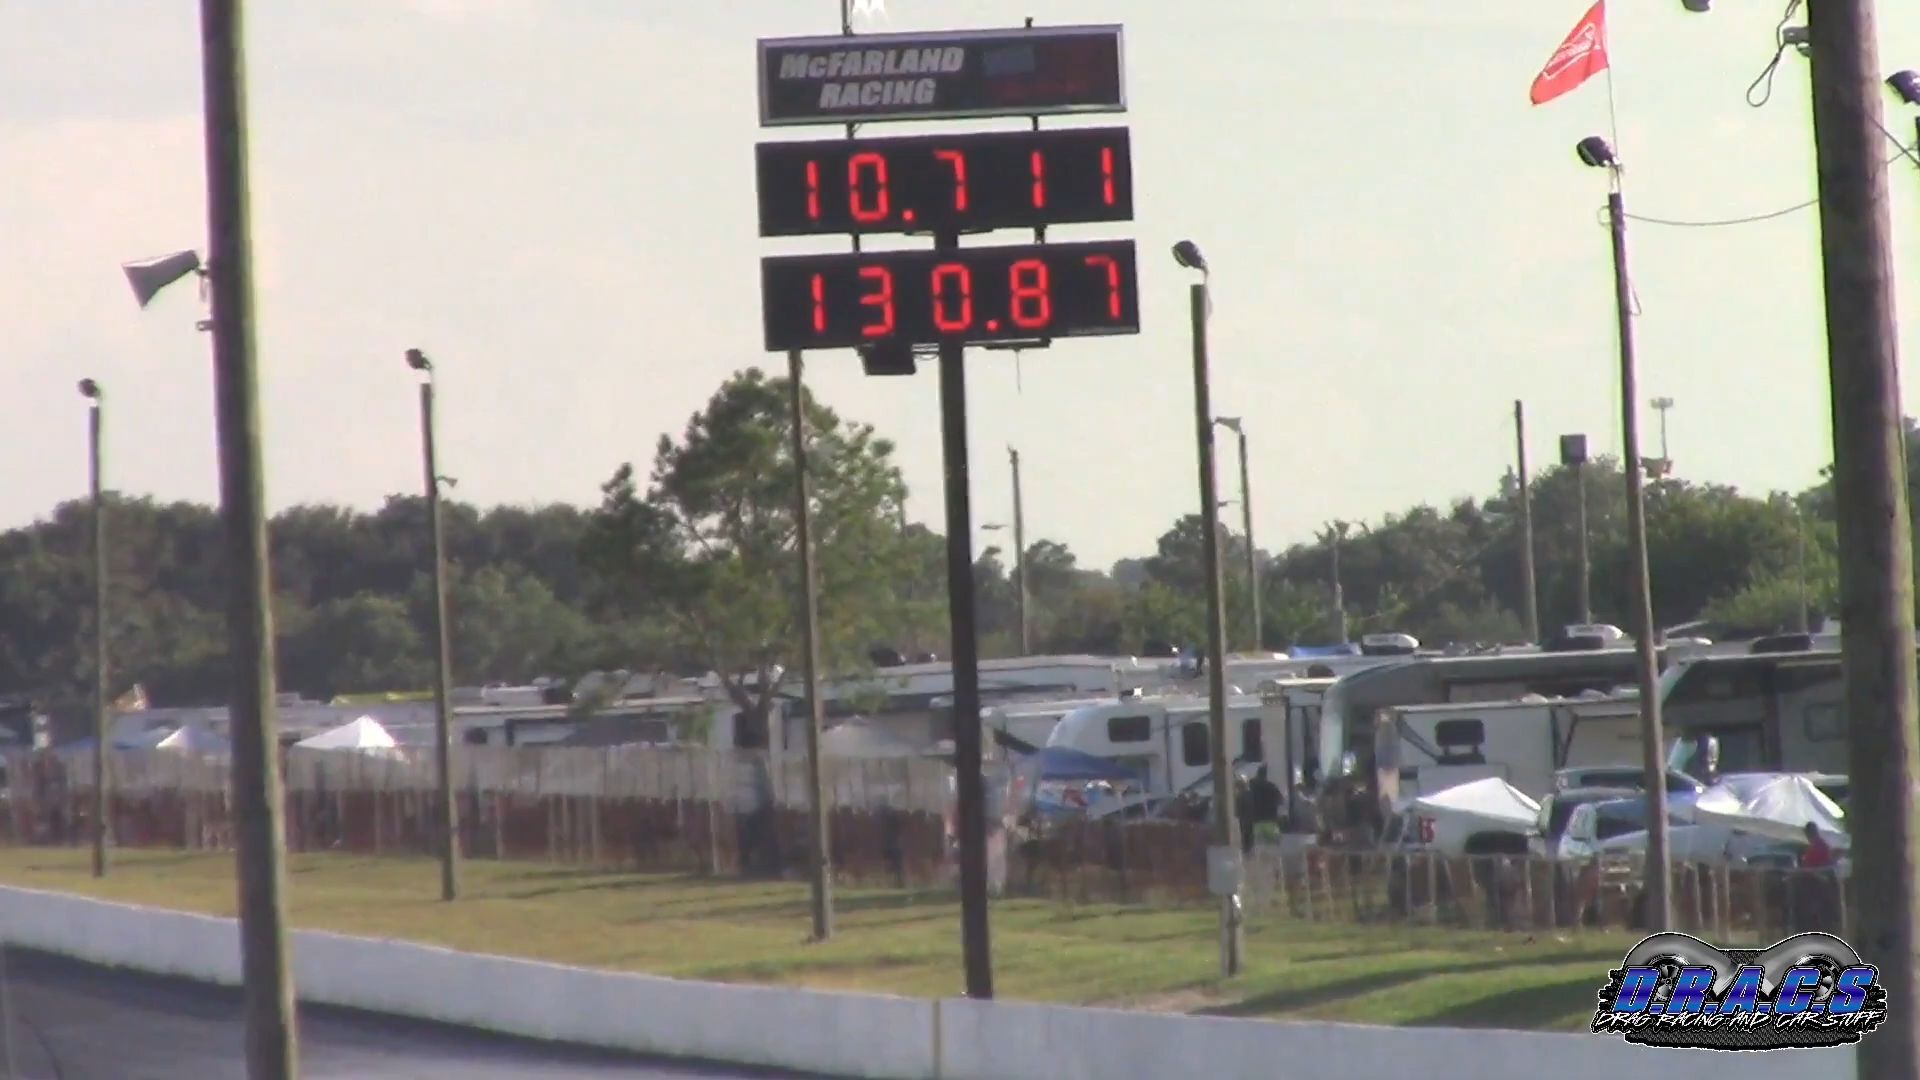 McFARLAND
RACING
10.711
130.87
D.R.A.C.S
DRAG RACING AND CAR STUFF